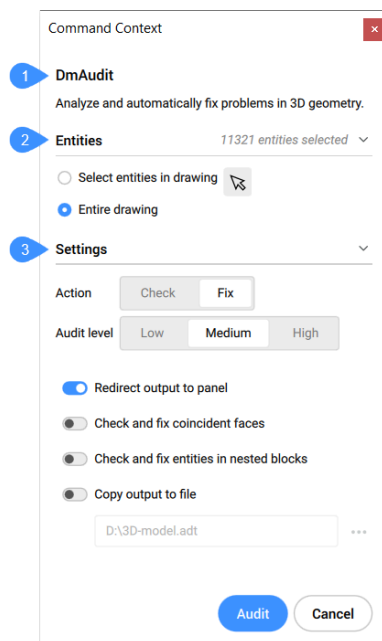 Command Context
1 DmAudit
Analyze and automatically fix problems in 3D geometry.
2 Entities 11321 entities selected
Select entities in drawing
Entire drawing
3 Settings
Action Check Fix
Audit level Low Medium High
Redirect output to panel
Check and fix coincident faces
Check and fix entities in nested blocks
Copy output to file
D:\3D-model.adt ...
Audit Cancel